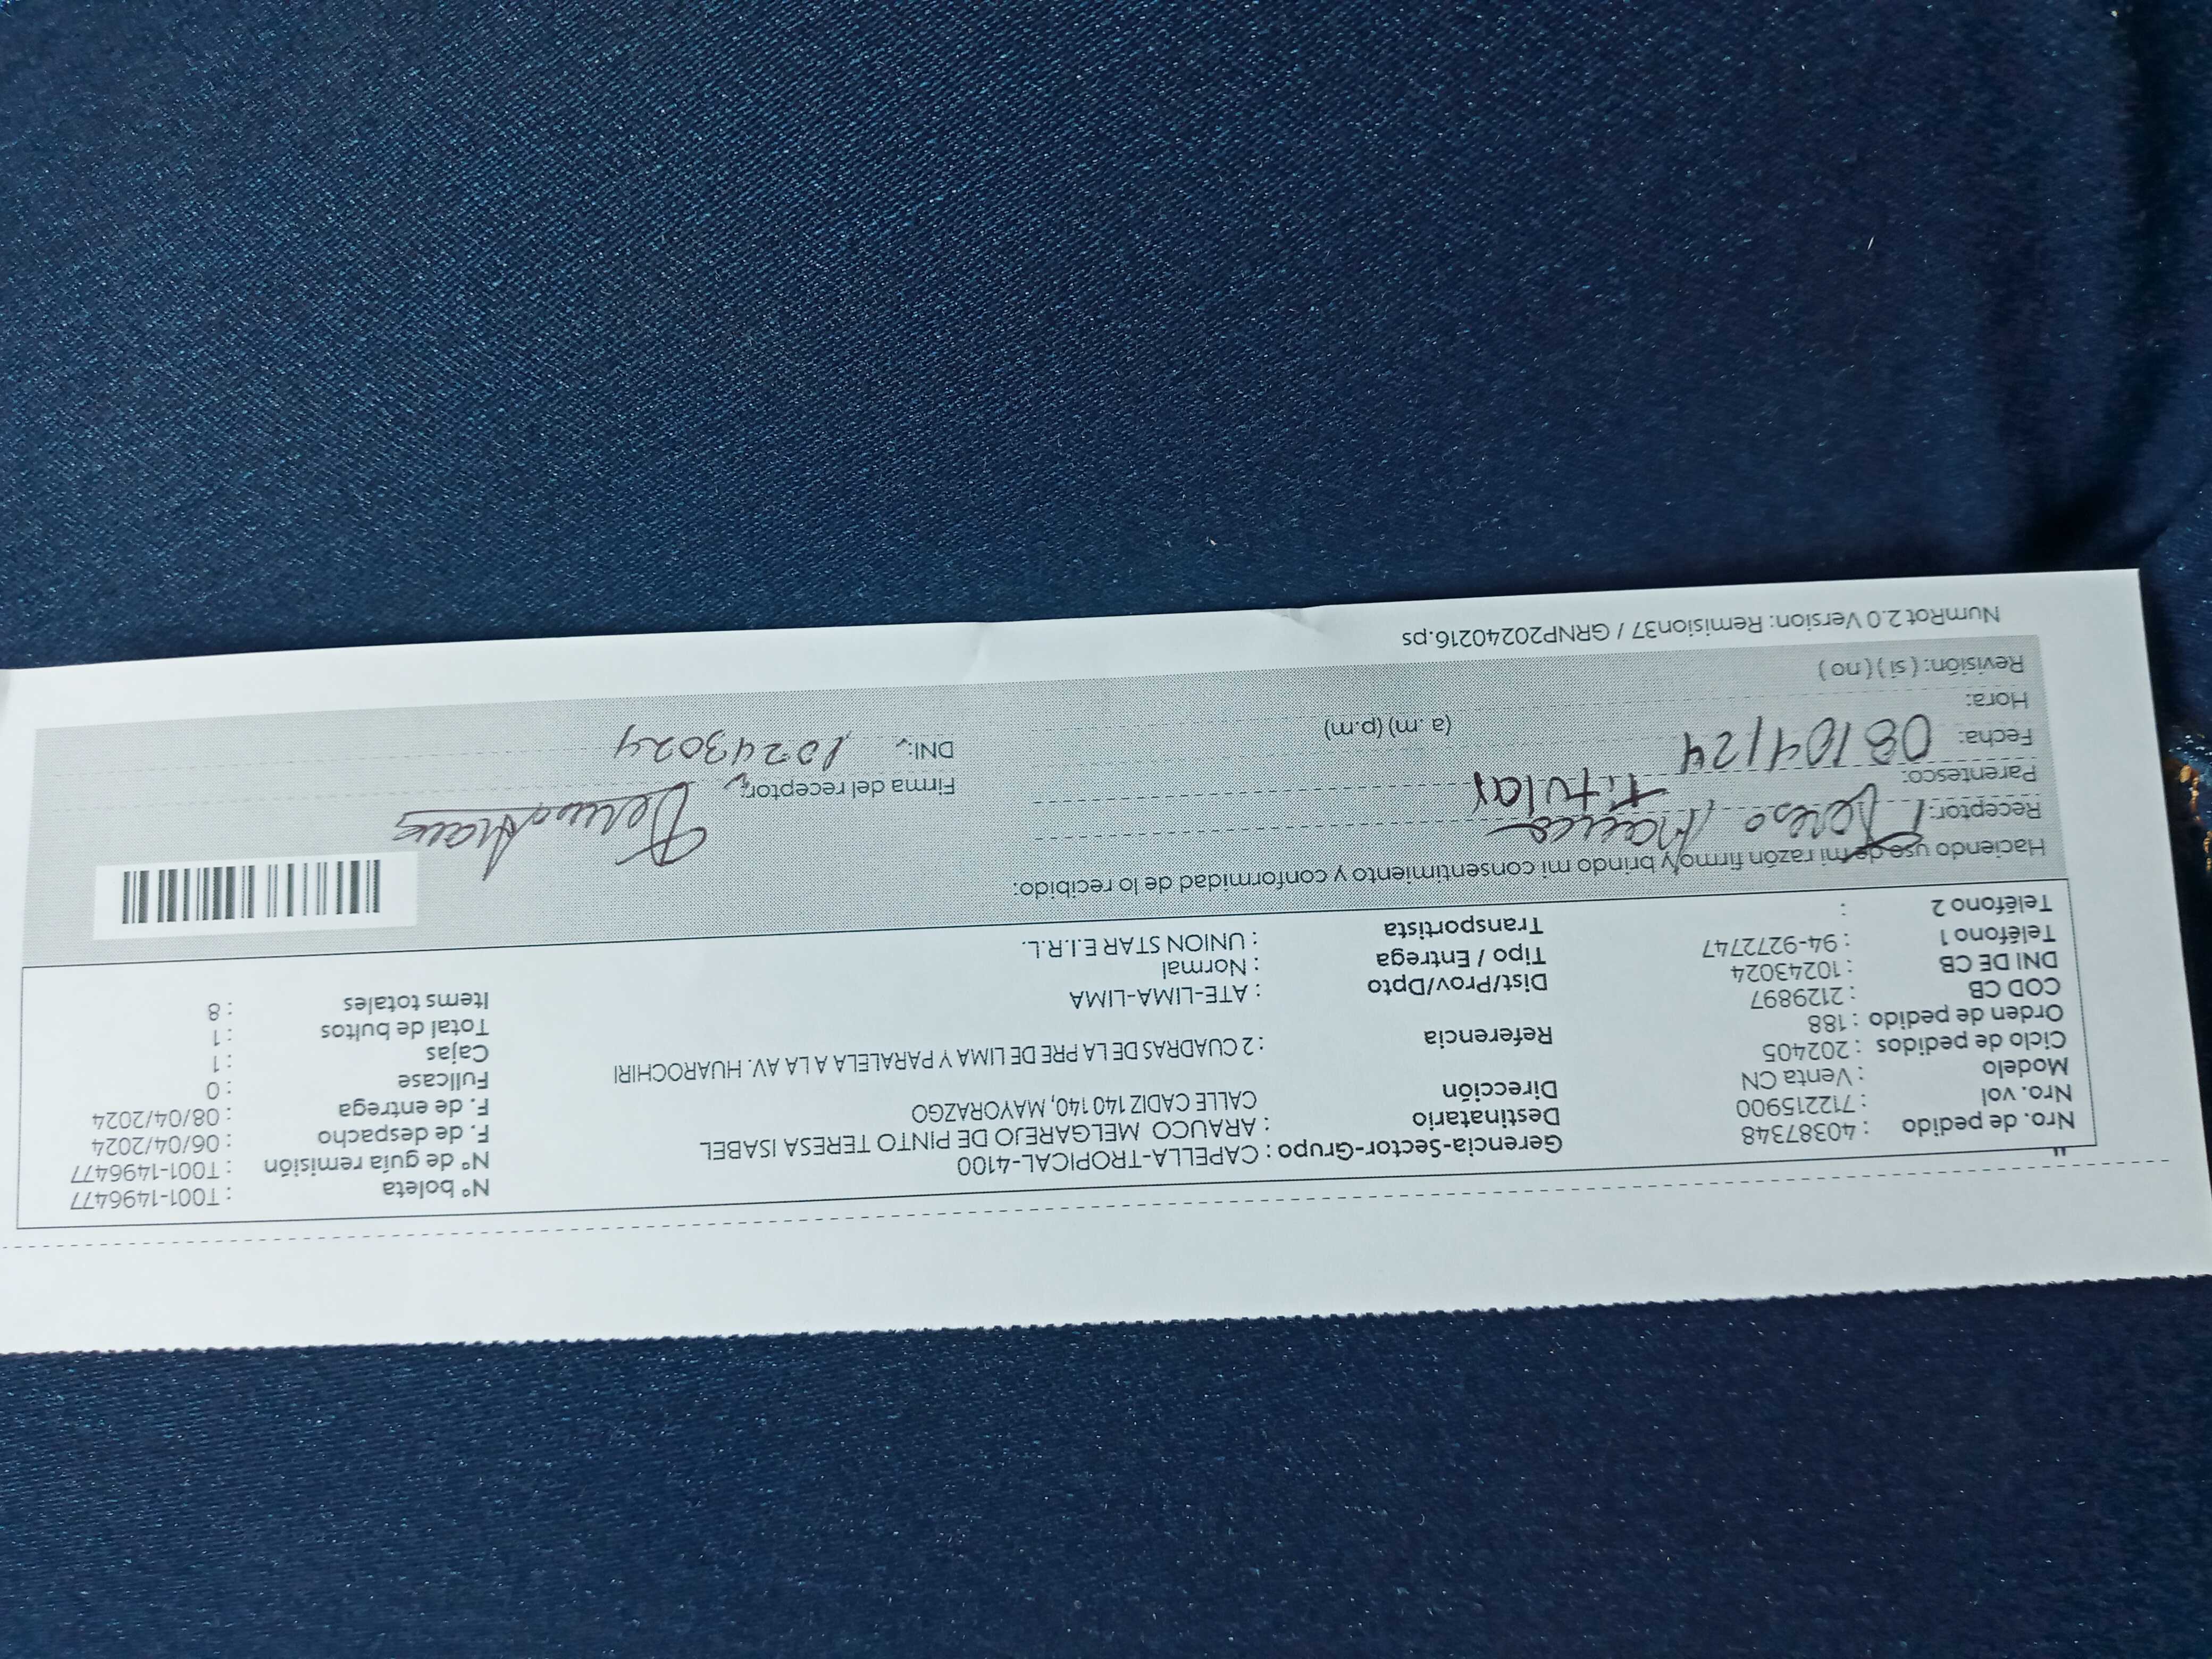 Nro. de pedido : 40387348
Nro. vol : 712215900
Modelo : Venta CN
Ciclo de pedidos : 202405
Orden de pedido : 188
COD CB : 2129897
DNI DE CB : 10243024
Teléfono 1 : 94-9272747
Teléfono 2 :
Gerencia-Sector-Grupo : CAPELLA-TROPICAL-4100
Destinatario : ARAUCO MELGAREJO DE PINTO TERESA ISABEL
Dirección CALLE CADIZ 140 140, MAYORAZGO
Referencia : 2 CUADRAS DE LA PRE DE LIMA Y PARALELA A LA AV. HUAROCHIRI
Dist/Prov/Dpto : ATE-LIMA-LIMA
Tipo / Entrega : Normal
Transportista : UNION STAR E.I.R.L.
Nº boleta : T001-1496477
Nº de guía remisión : T001-1496477
F. de despacho : 06/04/2024
F. de entrega : 08/04/2024
Fullcase : 0
Cajas : 1
Total de bultos : 1
Items totales : 8
Haciendo uso de mi razón firmo y brindo mi consentimiento y conformidad de lo recibido:
Receptor: Teresa Arauco
Parentesco: Titular
Fecha: 08/04/24
Hora: (a.m) (p.m)
Revisión: ( si ) ( no )
Firma del receptor:
DNI: 10243024
NumRot 2.0 Version: Remision37 / GRNP20240216.ps